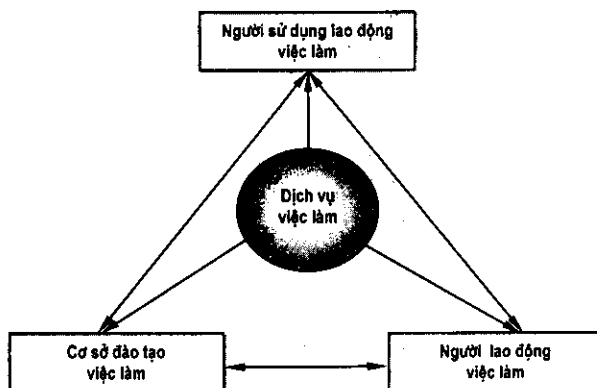 Người sử dụng lao động
việc làm
Dịch vụ
việc làm
Cơ sở đào tạo
việc làm
Người lao động
việc làm